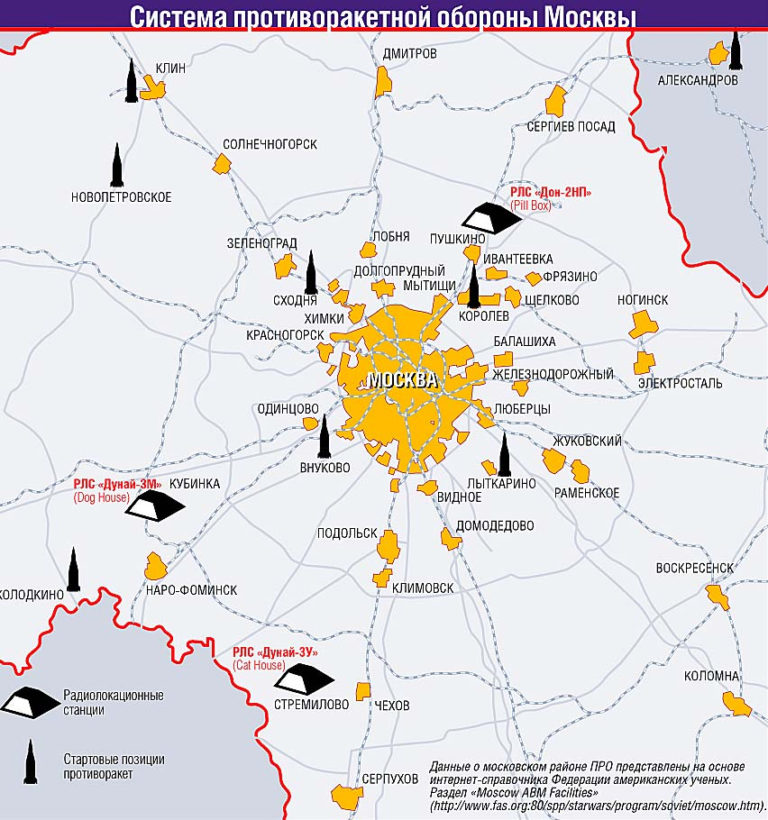 Система противоракетной обороны Москвы
ДМИТРОВ
КЛИН
АЛЕКСАНДРОВ
СЕРГИЕВ ПОСАД
СОЛНЕЧНОГОРСК
НОВОПЕТРОВСКОЕ
РЛС «Дон-2НП»
(Pill Box)
ЛОБНЯ
ПУШКИНО
ЗЕЛЕНОГРАД
ИВАНТЕЕВКА
ДОЛГОПРУДНЫЙ
ФРЯЗИНО
МЫТИЩИ
СХОДНЯ
ЩЕЛКОВО
НОГИНСК
ХИМКИ
КОРОЛЕВ
КРАСНОГОРСК
БАЛАШИХА
МОСКВА
ЖЕЛЕЗНОДОРОЖНЫЙ
ЭЛЕКТРОСТАЛЬ
ОДИНЦОВО
ЛЮБЕРЦЫ
ЖУКОВСКИЙ
ВНУКОВО
РЛС «Дунай-3М»
(Dog House)
КУБИНКА
ЛЫТКАРИНО
РАМЕНСКОЕ
ВИДНОЕ
ДОМОДЕДОВО
ПОДОЛЬСК
ВОСКРЕСЕНСК
КЛИМОВСК
НАРО-ФОМИНСК
КОЛОДКИНО
РЛС «Дунай-3У»
(Cat House)
КОЛОМНА
СТРЕМИЛОВО
ЧЕХОВ
Радиолокационные
станции
Стартовые позиции
противоракет
СЕРПУХОВ
Данные о московском районе ПРО представлены на основе
интернет-справочника Федерации американских ученых.
Раздел «Moscow ABM Facilities»
(http://www.fas.org:80/spp/starwars/program/soviet/moscow.htm).